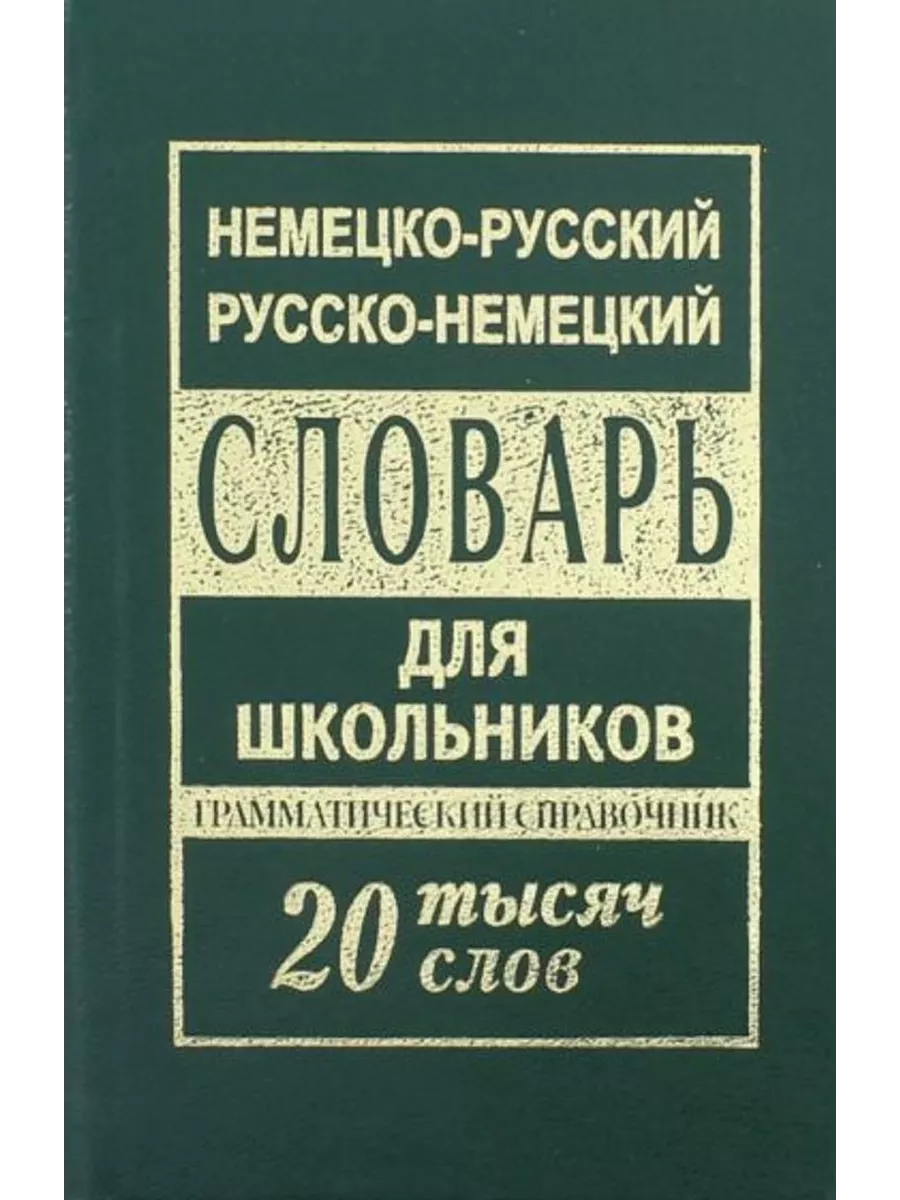 НЕМЕЦКО-РУССКИЙ
РУССКО-НЕМЕЦКИЙ
СЛОВАРЬ
ДЛЯ
ШКОЛЬНИКОВ
ГРАММАТИЧЕСКИЙ СПРАВОЧНИК
20 тысяч
слов